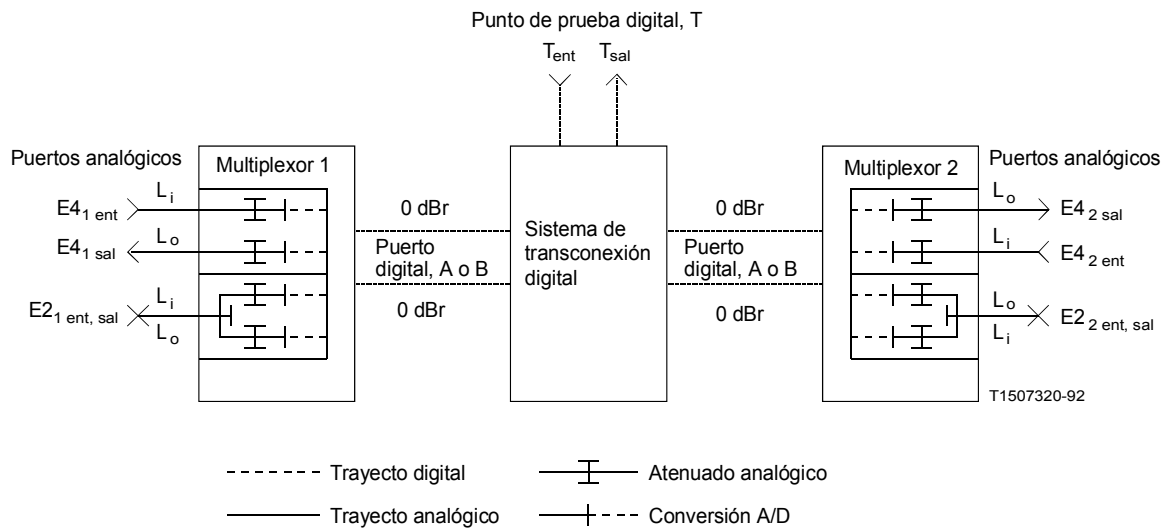 Punto de prueba digital, T
T ent
T sal
Puertos analógicos
Multiplexor 1
L i
E4 1 ent
L o
E4 1 sal
L i
E2 1 ent, sal
L o
0 dBr
Puerto
digital, A o B
0 dBr
Sistema de
transconexión
digital
0 dBr
Puerto
digital, A o B
0 dBr
Multiplexor 2
Puertos analógicos
L o
E4 2 sal
L i
E4 2 ent
L o
E2 2 ent, sal
L i
T1507320-92
Trayecto digital
Atenuado analógico
Trayecto analógico
Conversión A/D